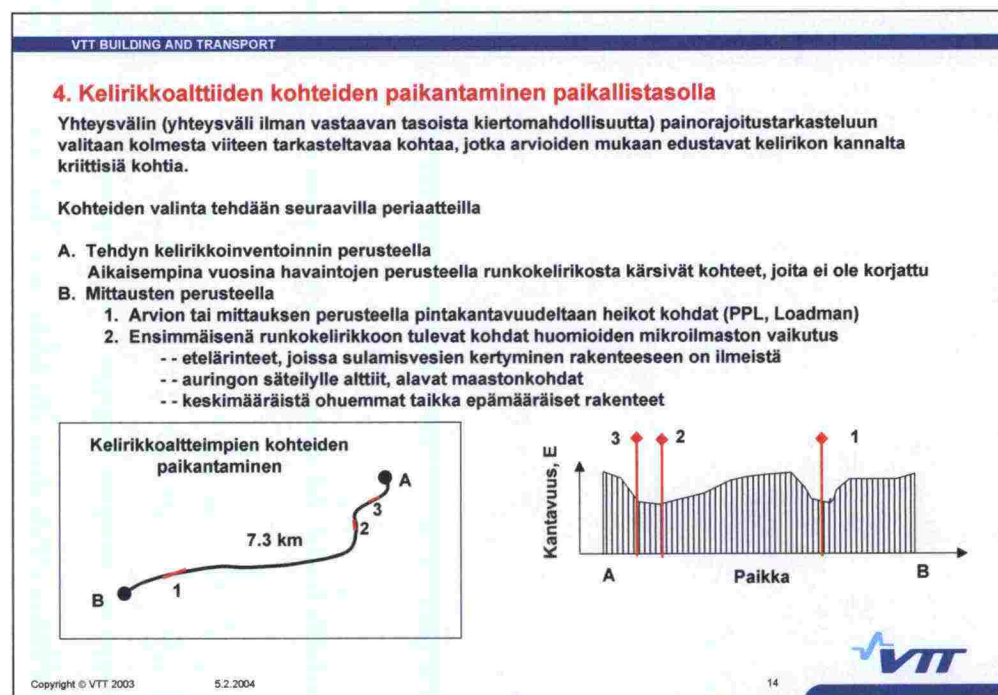 VTT BUILDING AND TRANSPORT
4. Kelirikkoalttiiden kohteiden paikantaminen paikallistasolla
Yhteysvälin (yhteysväli ilman vastaavan tasoista kiertomahdollisuutta) painorajoitustarkasteluun
valitaan kolmesta viiteen tarkasteltavaa kohtaa, jotka arvioiden mukaan edustavat kelirikon kannalta
kriittisiä kohtia.
Kohteiden valinta tehdään seuraavilla periaatteilla
A. Tehdyn kelirikkoinventoinnin perusteella
Aikaisempina vuosina havaintojen perusteella runkokelirikosta kärsivät kohteet, joita ei ole korjattu
B. Mittausten perusteella
1. Arvion tai mittauksen perusteella pintakantavuudeltaan heikot kohdat (PPL, Loadman)
2. Ensimmäisenä runkokelirikkoon tulevat kohdat huomioiden mikroilmaston vaikutus
- - etelärinteet, joissa sulamisvesien kertyminen rakenteeseen on ilmeistä
- - auringon säteilylle alttiit, alavat maastonkohdat
- - keskimääräistä ohuemmat taikka epämääräiset rakenteet
Kelirikkoaltteimpien kohteiden
paikantaminen
A
3
2
7.3 km
1
B
3 2 1
Kantavuus, E
A Paikka B
VTT
Copyright © VTT 2003 5.2.2004 14